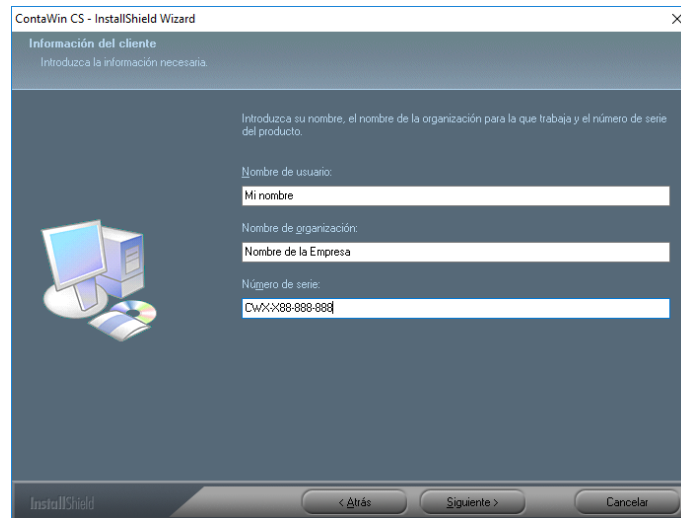 ContaWin CS - InstallShield Wizard
Información del cliente
Introduzca la información necesaria.
Introduzca su nombre, el nombre de la organización para la que trabaja y el número de serie
del producto.
Nombre de usuario:
Mi nombre
Nombre de organización:
Nombre de la Empresa
Número de serie:
CWX-X88-888-888
InstallShield
< Atrás
Siguiente >
Cancelar